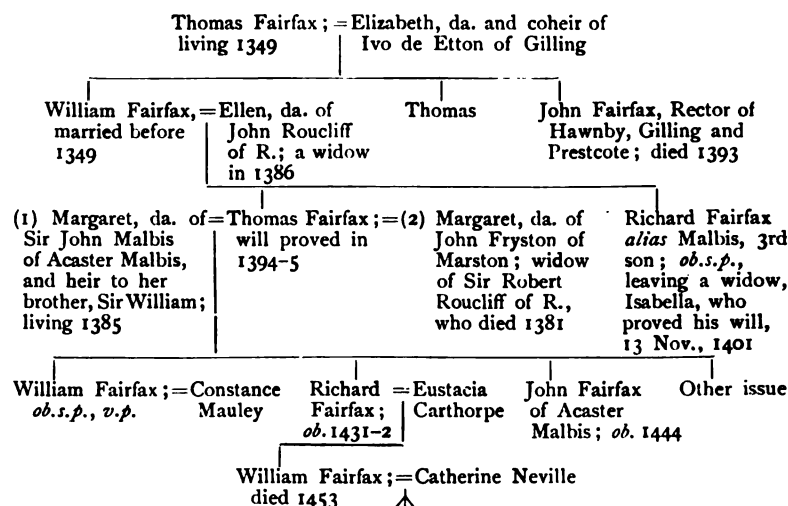 Thomas Fairfax; = Elizabeth, da. and coheir of
living 1349
Ivo de Etton of Gilling
William Fairfax, =
married before
1349
Ellen, da. of
John Roucliff
of R.; a widow
in 1386
Thomas
John Fairfax, Rector of
Hawnby, Gilling and
Prestcote; died 1393
(1) Margaret, da. of =
Sir John Malbis
of Acaster Malbis,
and heir to her
brother, Sir William;
living 1385
Thomas Fairfax; =
will proved in
1394-5
(2) Margaret, da. of
John Fryston of
Marston; widow
of Sir Robert
Roucliff of R.,
who died 1381
Richard Fairfax
alias Malbis, 3rd
son; ob.s.p.,
leaving a widow,
Isabella, who
proved his will,
13 Nov., 1401
William Fairfax; =
ob.s.p., v.p.
Constance
Mauley
Richard =
Fairfax;
ob. 1431-2
Eustacia
Carthorpe
John Fairfax
of Acaster
Malbis; ob. 1444
Other issue
William Fairfax; =
died 1453
Catherine Neville